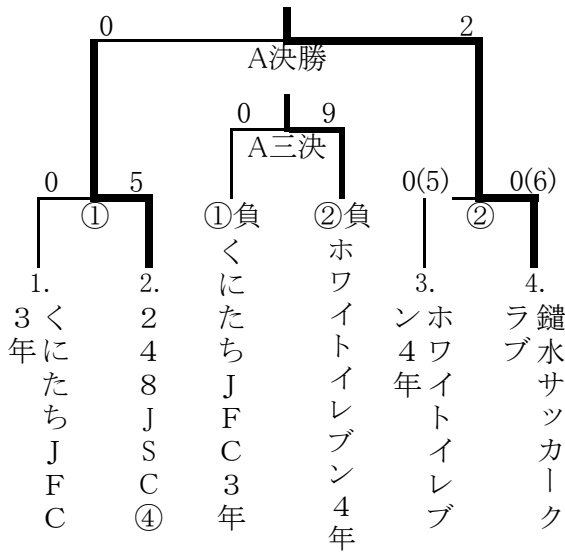 0
2
A決勝
0
9
A三決
0
5
0(5)
0(6)
①
①負
②負
②
1.
くにたちJFC
3年
2.
248JSC④
くにたちJFC3年
ホワイトイレブン4年
3.
ホワイトイレブ
ン4年
4.
鑓水サッカーク
ラブ